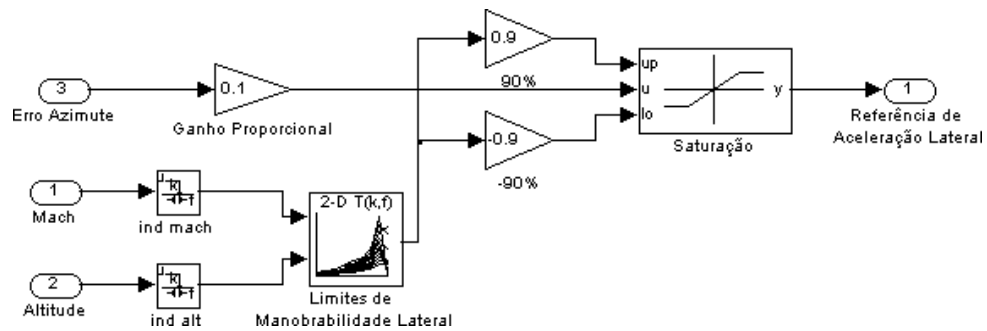 0.9
90%
3
Erro Azimute
0.1
Ganho Proporcional
up
u
lo
y
Saturação
1
Referência de
Aceleração Lateral
-0.9
-90%
1
Mach
k
f
ind mach
2-D T(k,f)
Limites de
Manobrabilidade Lateral
2
Altitude
k
f
ind alt